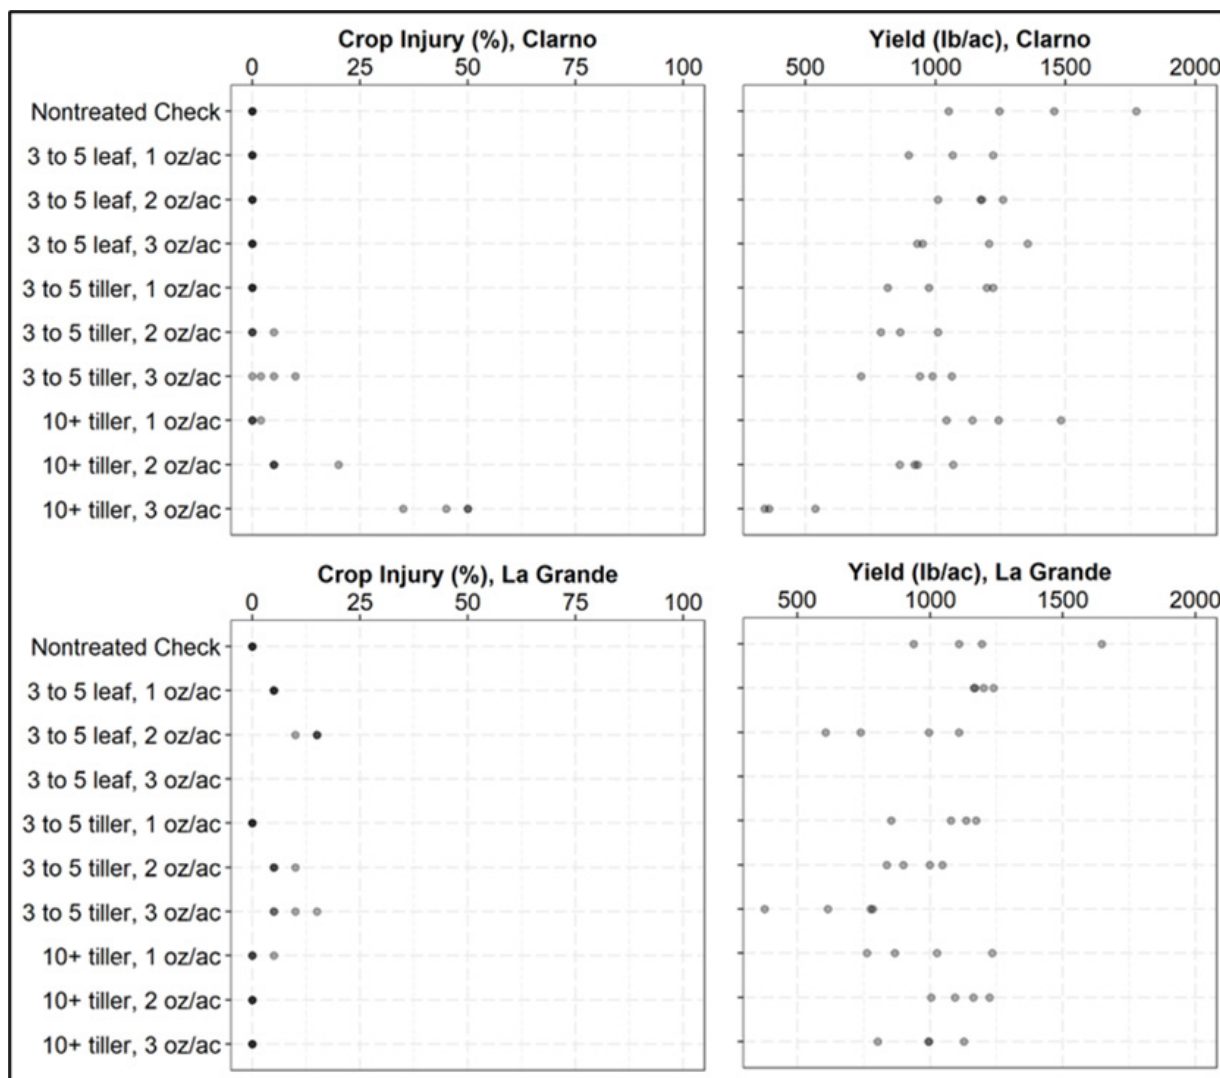 Crop Injury (%), Clarno
0 25 50 75 100
Yield (lb/ac), Clarno
500 1000 1500 2000
Nontreated Check
3 to 5 leaf, 1 oz/ac
3 to 5 leaf, 2 oz/ac
3 to 5 leaf, 3 oz/ac
3 to 5 tiller, 1 oz/ac
3 to 5 tiller, 2 oz/ac
3 to 5 tiller, 3 oz/ac
10+ tiller, 1 oz/ac
10+ tiller, 2 oz/ac
10+ tiller, 3 oz/ac
Crop Injury (%), La Grande
0 25 50 75 100
Yield (lb/ac), La Grande
500 1000 1500 2000
Nontreated Check
3 to 5 leaf, 1 oz/ac
3 to 5 leaf, 2 oz/ac
3 to 5 leaf, 3 oz/ac
3 to 5 tiller, 1 oz/ac
3 to 5 tiller, 2 oz/ac
3 to 5 tiller, 3 oz/ac
10+ tiller, 1 oz/ac
10+ tiller, 2 oz/ac
10+ tiller, 3 oz/ac